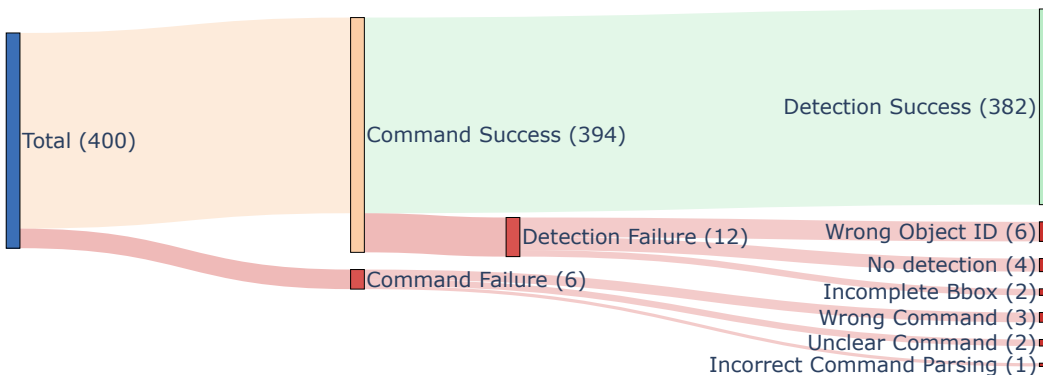 Total (400)
Command Success (394)
Detection Success (382)
Detection Failure (12)
Wrong Object ID (6)
No detection (4)
Command Failure (6)
Incomplete Bbox (2)
Wrong Command (3)
Unclear Command (2)
Incorrect Command Parsing (1)